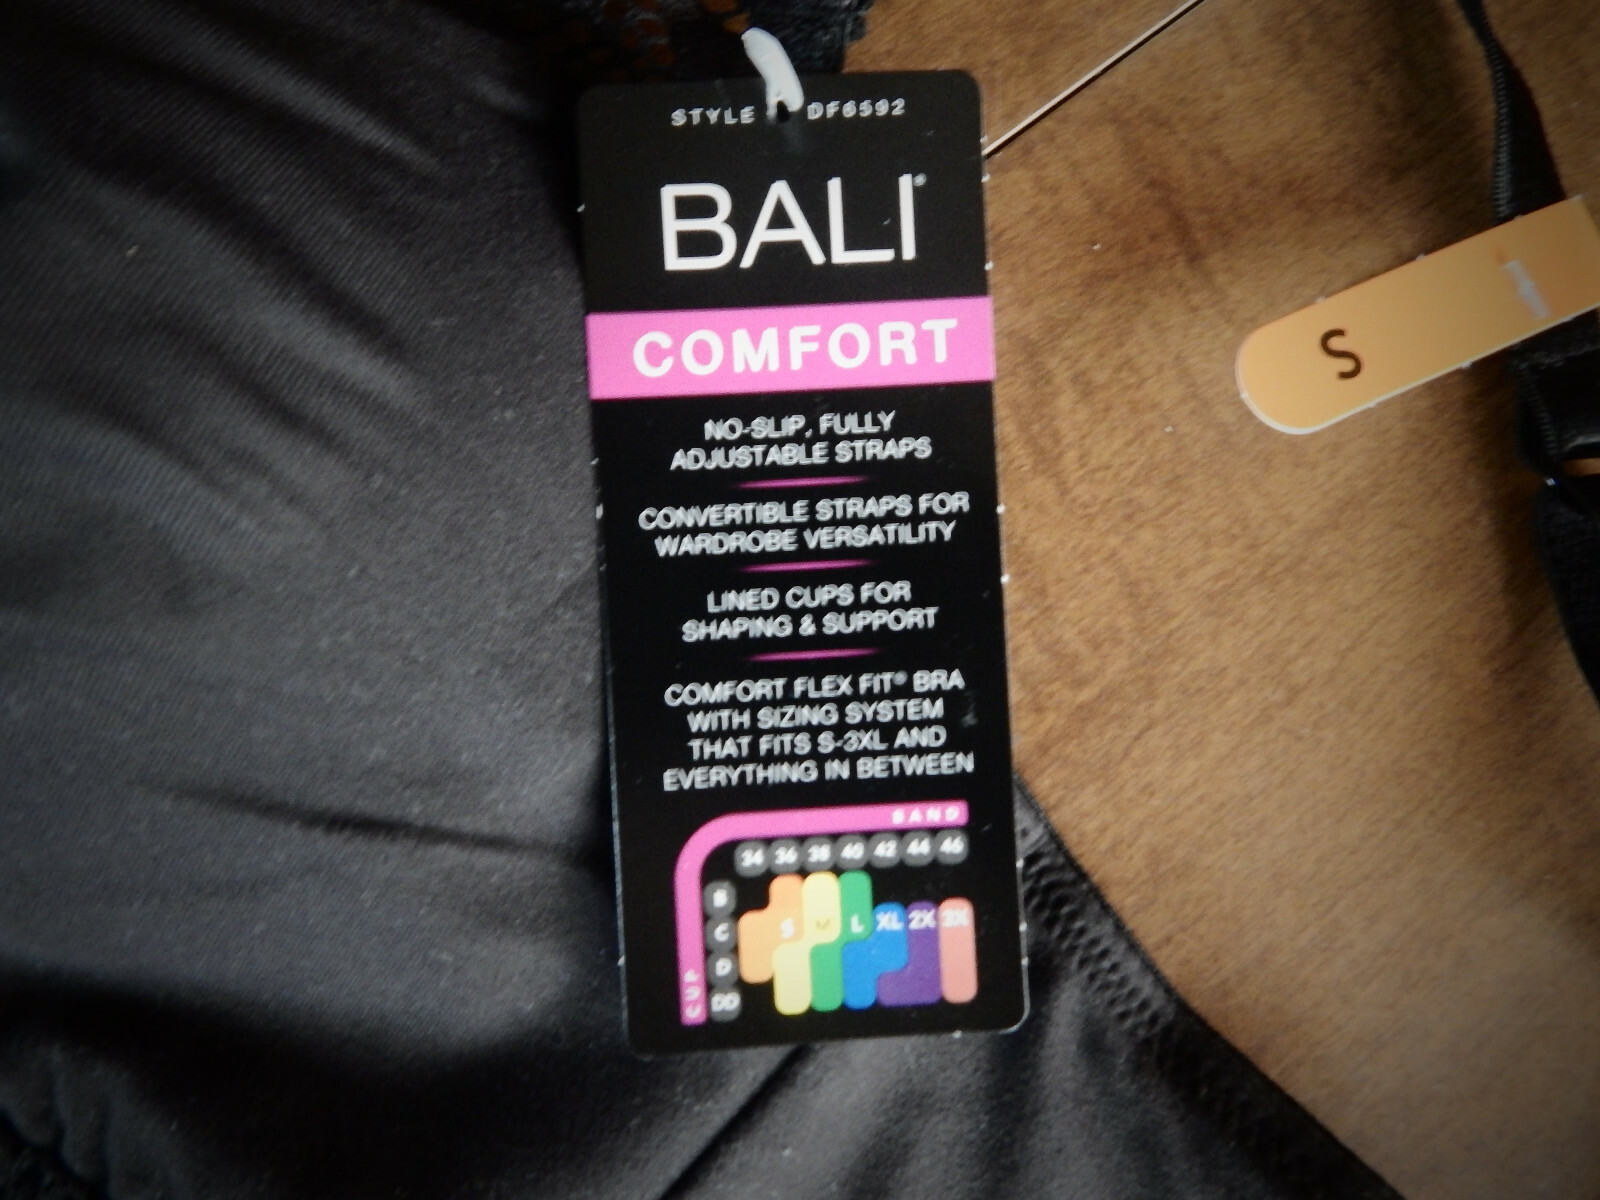 STYLE DF6592
BALI®
COMFORT
NO-SLIP, FULLY
ADJUSTABLE STRAPS
CONVERTIBLE STRAPS FOR
WARDROBE VERSATILITY
LINED CUPS FOR
SHAPING & SUPPORT
COMFORT FLEX FIT® BRA
WITH SIZING SYSTEM
THAT FITS S-3XL AND
EVERYTHING IN BETWEEN
BAND
34 36 38 40 42 44 46
CUP
B
C
D
DD
S M L XL 2X 3X
S